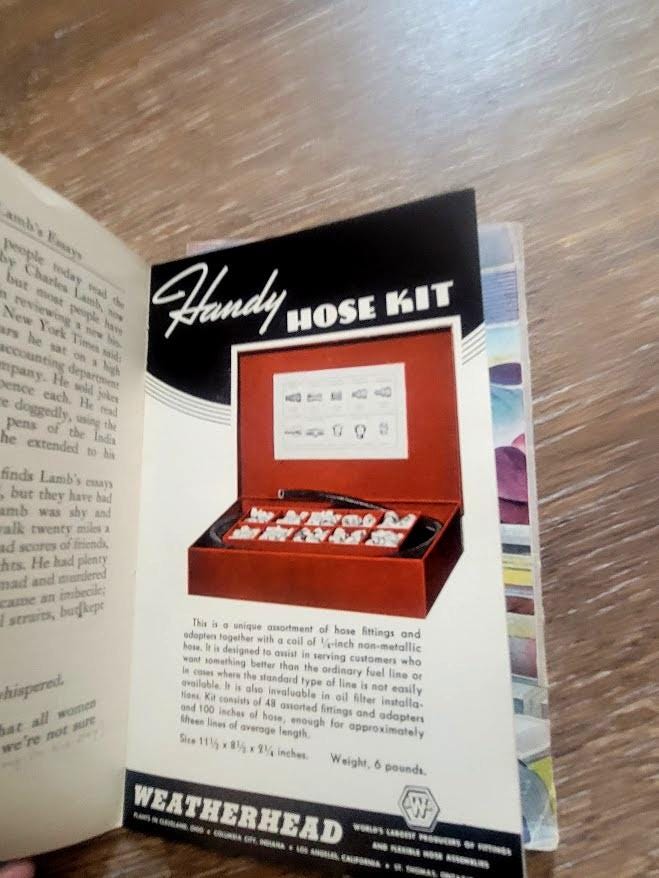 Lamb's Essays
people today read the
by Charles Lamb, now
but most people have
n reviewing a new bio-
New York Times said:
ars he sat on a high
accounting department
mpany. He sold jokes
pence each. He read
e doggedly, using the
pens of the India
he extended to his
finds Lamb's essays
, but they have had
amb was shy and
walk twenty miles a
ad scores of friends,
hts. He had plenty
mad and murdered
came an imbecile;
l straits, but kept
whispered.
hat all women
we're not sure
Handy
HOSE KIT
This is a unique assortment of hose fittings and
adapters together with a coil of ¼-inch non-metallic
hose. It is designed to assist in serving customers who
want something better than the ordinary fuel line or
in cases where the standard type of line is not easily
available. It is also invaluable in oil filter installa-
tions. Kit consists of 48 assorted fittings and adapters
and 100 inches of hose, enough for approximately
fifteen lines of average length.
Size 11½ x 8½ x 2¼ inches. Weight, 6 pounds.
WEATHERHEAD
W
WORLD'S LARGEST PRODUCERS OF FITTINGS
AND FLEXIBLE HOSE ASSEMBLIES
PLANTS IN CLEVELAND, OHIO • COLUMBIA CITY, INDIANA • LOS ANGELES, CALIFORNIA • ST. THOMAS, ONTARIO